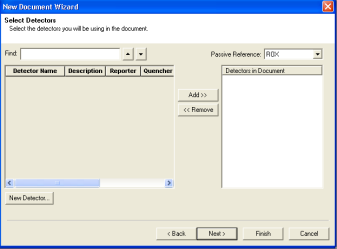 New Document Wizard
Select Detectors
Select the detectors you will be using in the document.
Find:
Passive Reference: ROX
Detector Name Description Reporter Quencher
Detectors in Document
Add >>
<< Remove
New Detector...
< Back Next > Finish Cancel